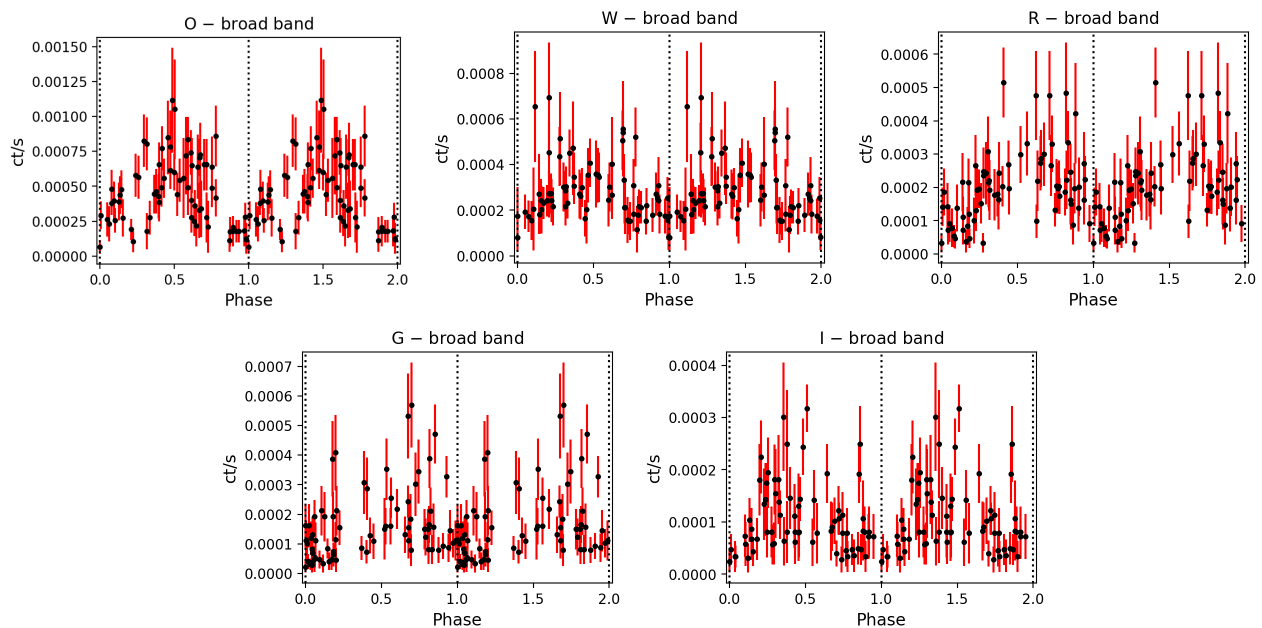 O − broad band
ct/s
0.00150
0.00125
0.00100
0.00075
0.00050
0.00025
0.00000
0.0 0.5 1.0 1.5 2.0
Phase
W − broad band
ct/s
0.0008
0.0006
0.0004
0.0002
0.0000
0.0 0.5 1.0 1.5 2.0
Phase
R − broad band
ct/s
0.0006
0.0005
0.0004
0.0003
0.0002
0.0001
0.0000
0.0 0.5 1.0 1.5 2.0
Phase
G − broad band
ct/s
0.0007
0.0006
0.0005
0.0004
0.0003
0.0002
0.0001
0.0000
0.0 0.5 1.0 1.5 2.0
Phase
I − broad band
ct/s
0.0004
0.0003
0.0002
0.0001
0.0000
0.0 0.5 1.0 1.5 2.0
Phase